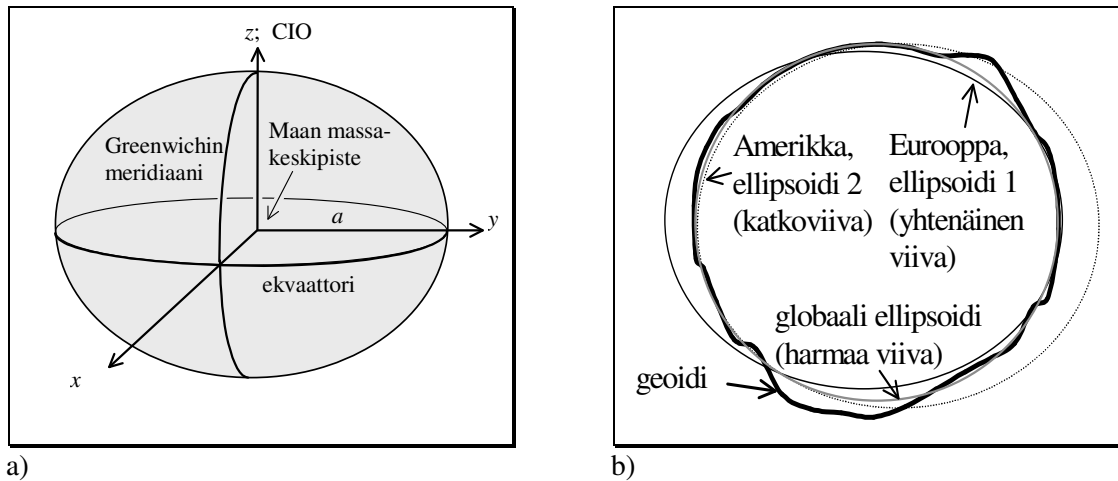 z; CIO
Greenwichin
meridiaani
Maan massa-
keskipiste
a
y
ekvaattori
x
a)
Amerikka,
ellipsoidi 2
(katkoviiva)
Eurooppa,
ellipsoidi 1
(yhtenäinen
viiva)
globaali ellipsoidi
(harmaa viiva)
geoidi
b)